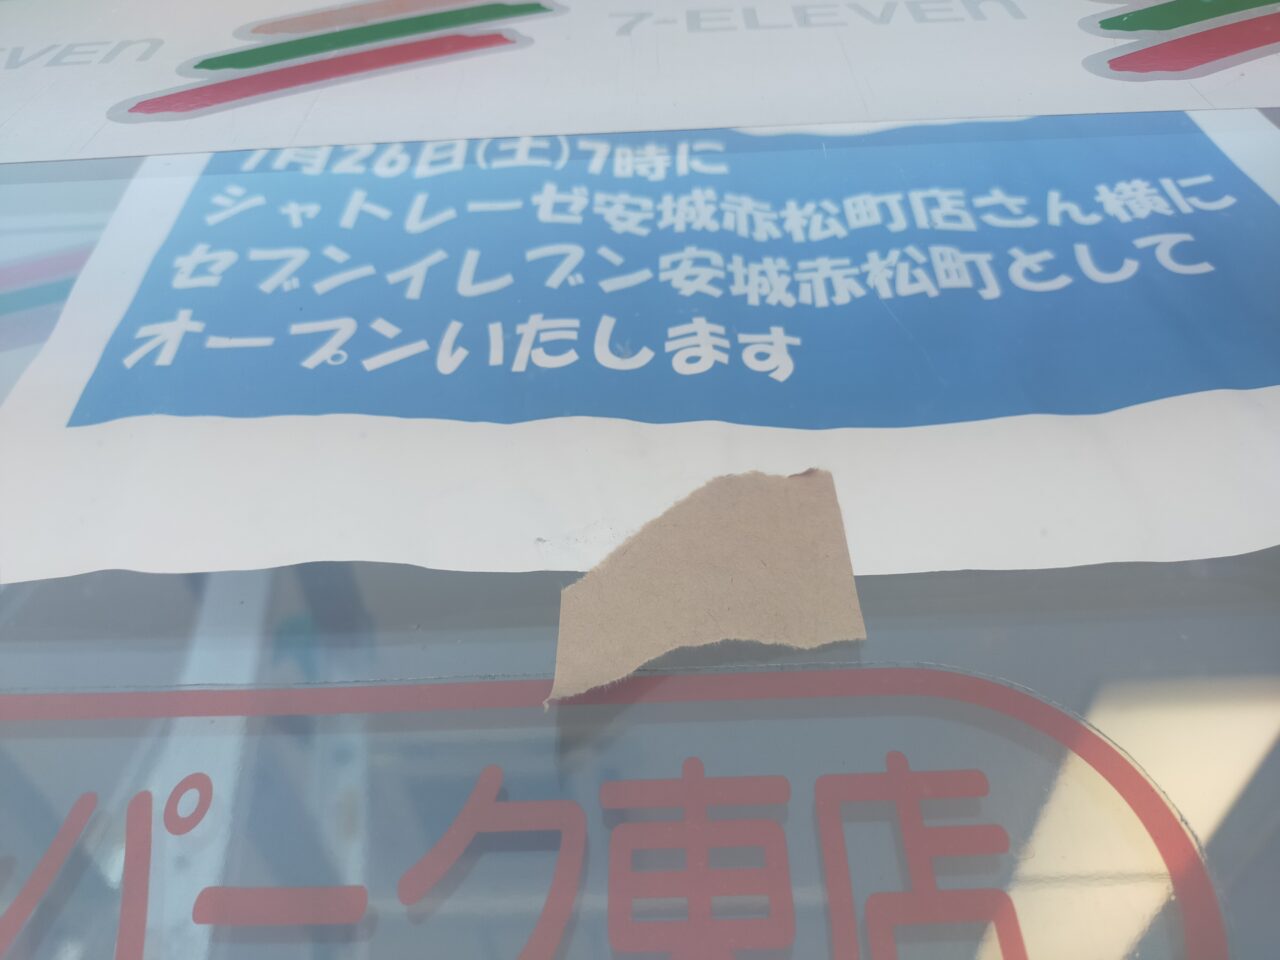 7-ELEVEN
7月26日(土)7時に
シャトレーゼ安城赤松町店さん横に
セブンイレブン安城赤松町として
オープンいたします
パーク東店